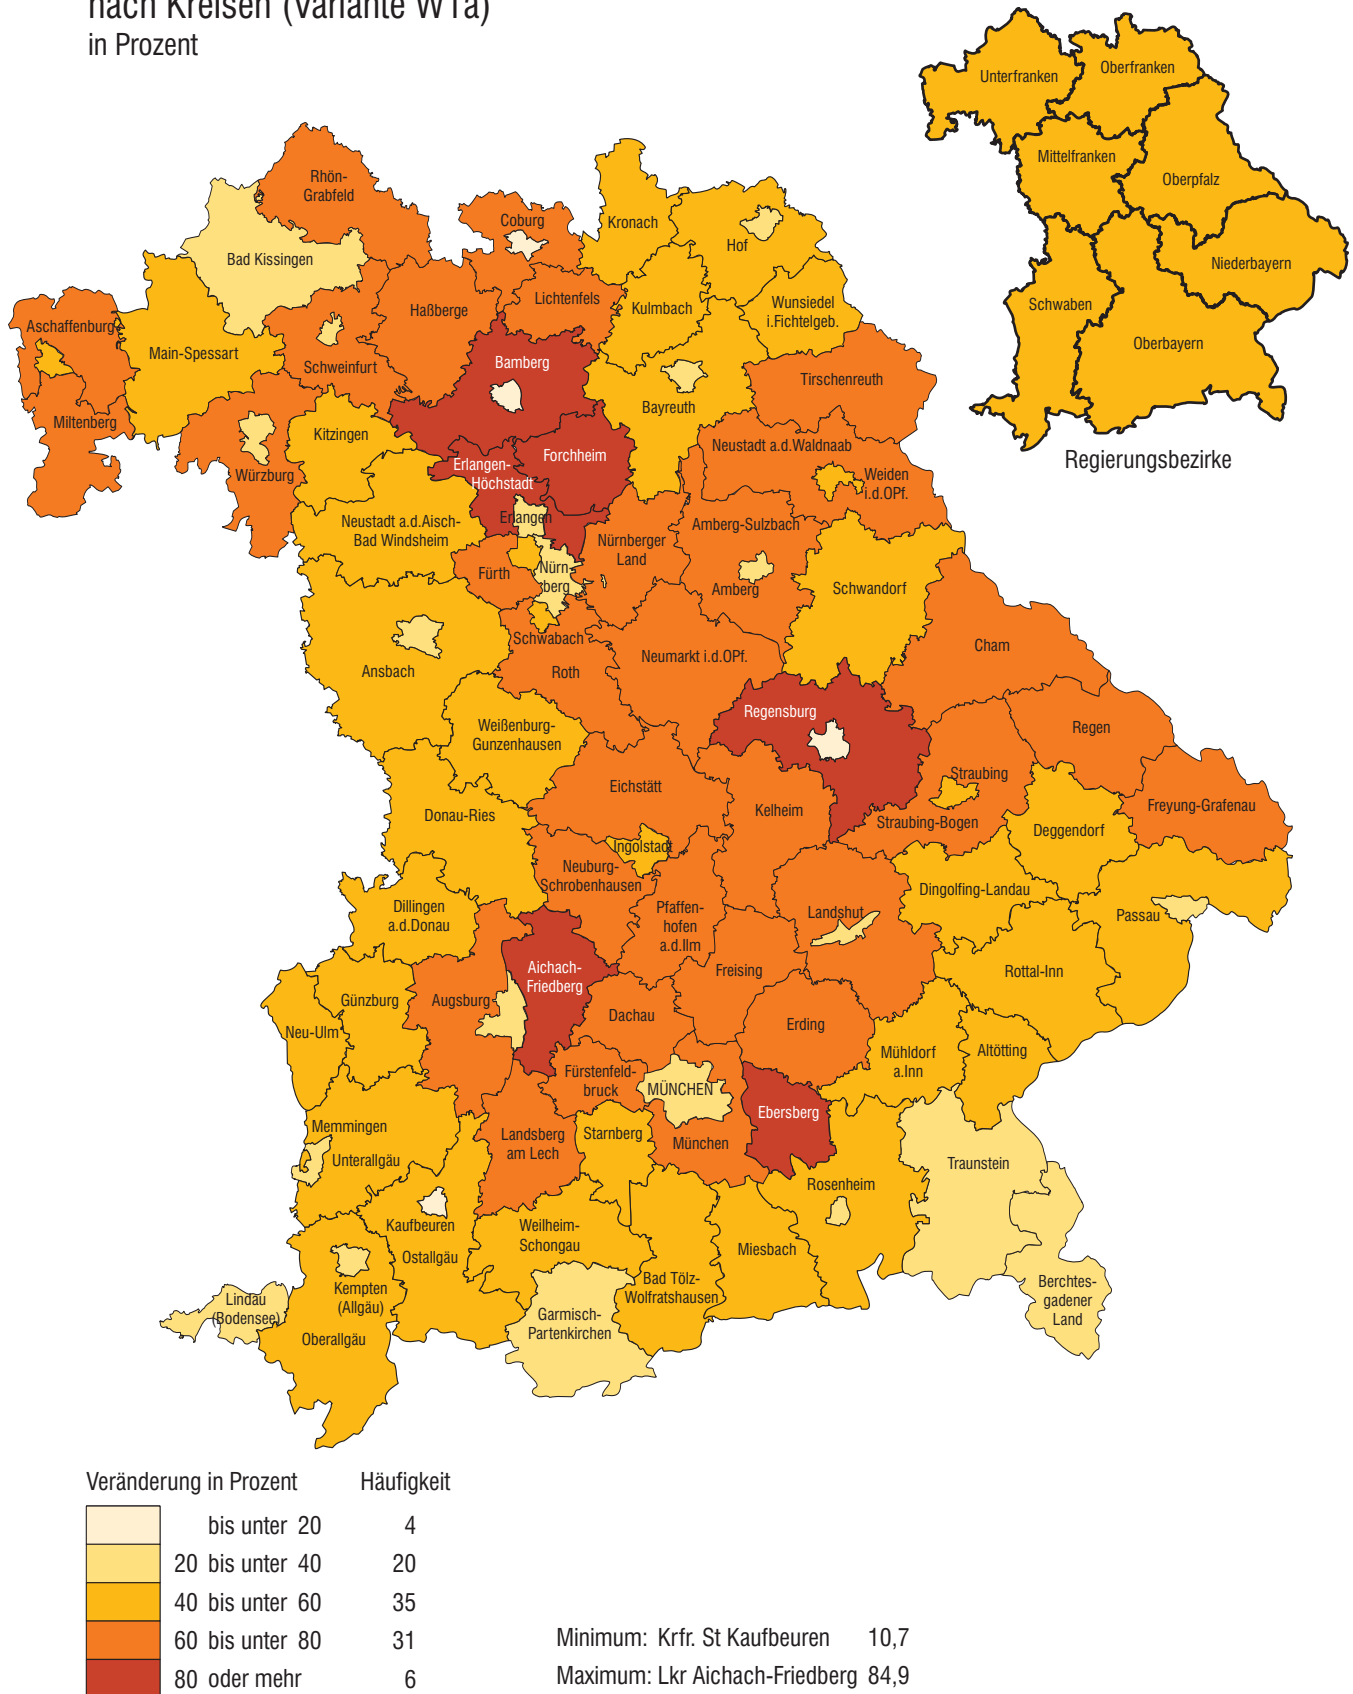 nach Kreisen (Variante W1a)
in Prozent
Unterfranken
Oberfranken
Mittelfranken
Oberpfalz
Niederbayern
Schwaben
Oberbayern
Regierungsbezirke
Rhön-
Grabfeld
Coburg
Kronach
Hof
Bad Kissingen
Lichtenfels
Haßberge
Kulmbach
Wunsiedel
i.Fichtelgeb.
Aschaffenburg
Main-Spessart
Schweinfurt
Bamberg
Tirschenreuth
Bayreuth
Miltenberg
Kitzingen
Würzburg
Erlangen-
Höchstadt
Forchheim
Neustadt a.d.Waldnaab
Weiden
i.d.OPf.
Neustadt a.d.Aisch-
Bad Windsheim
Erlangen
Nürnberger
Land
Amberg-Sulzbach
Fürth
Nürn-
berg
Amberg
Schwandorf
Schwabach
Roth
Neumarkt i.d.OPf.
Cham
Ansbach
Weißenburg-
Gunzenhausen
Regensburg
Regen
Eichstätt
Straubing
Donau-Ries
Kelheim
Straubing-Bogen
Deggendorf
Freyung-Grafenau
Ingolstadt
Neuburg-
Schrobenhausen
Dingolfing-Landau
Dillingen
a.d.Donau
Pfaffen-
hofen
a.d.Ilm
Landshut
Passau
Aichach-
Friedberg
Freising
Rottal-Inn
Günzburg
Augsburg
Neu-Ulm
Dachau
Erding
Mühldorf
a.Inn
Altötting
Fürstenfeld-
bruck
MÜNCHEN
Ebersberg
Memmingen
Unterallgäu
Landsberg
am Lech
Starnberg
München
Traunstein
Rosenheim
Kaufbeuren
Ostallgäu
Weilheim-
Schongau
Miesbach
Kempten
(Allgäu)
Bad Tölz-
Wolfratshausen
Berchtes-
gadener
Land
Lindau
(Bodensee)
Oberallgäu
Garmisch-
Partenkirchen
Veränderung in Prozent Häufigkeit
bis unter 20 4
20 bis unter 40 20
40 bis unter 60 35
60 bis unter 80 31
80 oder mehr 6
Minimum: Krfr. St Kaufbeuren 10,7
Maximum: Lkr Aichach-Friedberg 84,9